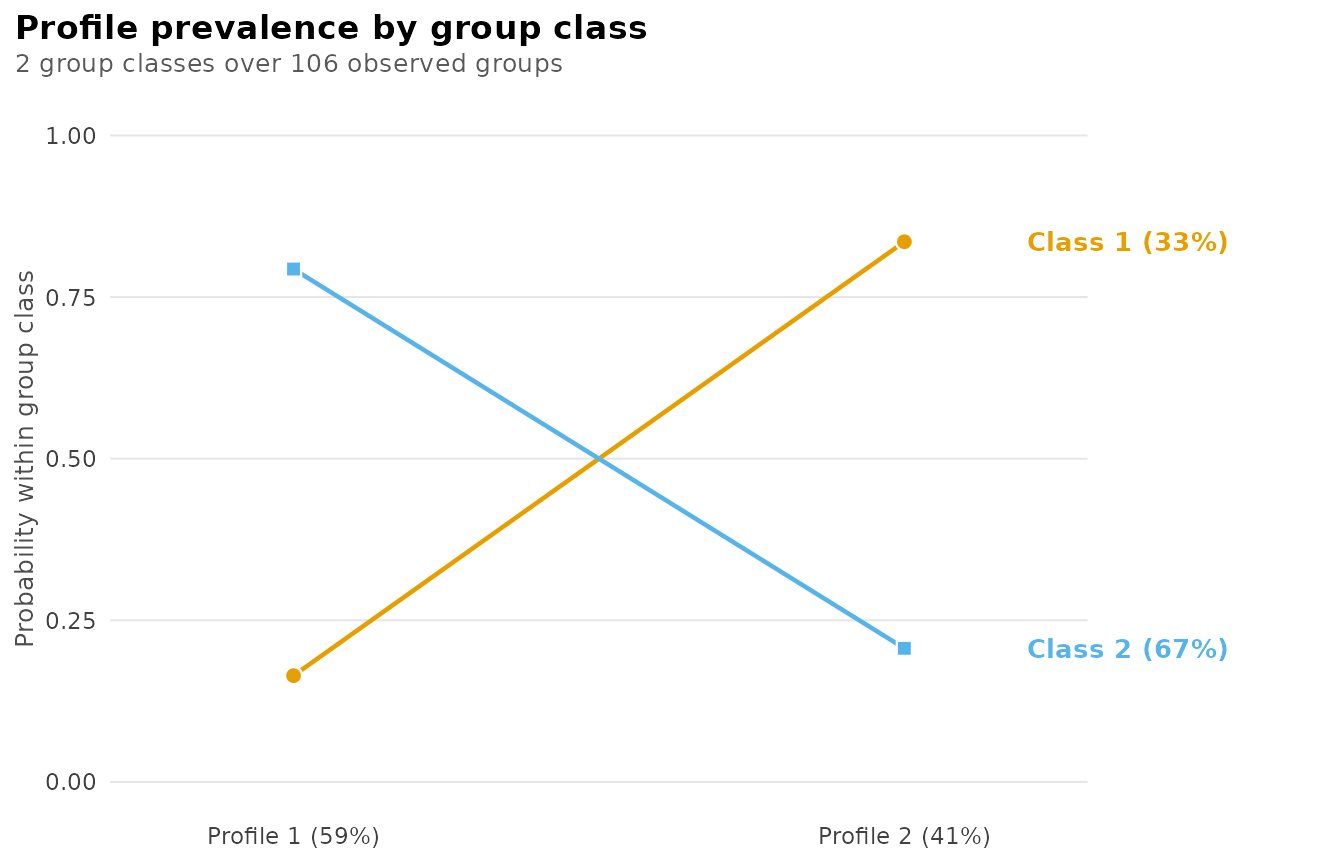 Profile prevalence by group class
2 group classes over 106 observed groups
Probability within group class
1.00
0.75
0.50
0.25
0.00
Class 1 (33%)
Class 2 (67%)
Profile 1 (59%)
Profile 2 (41%)